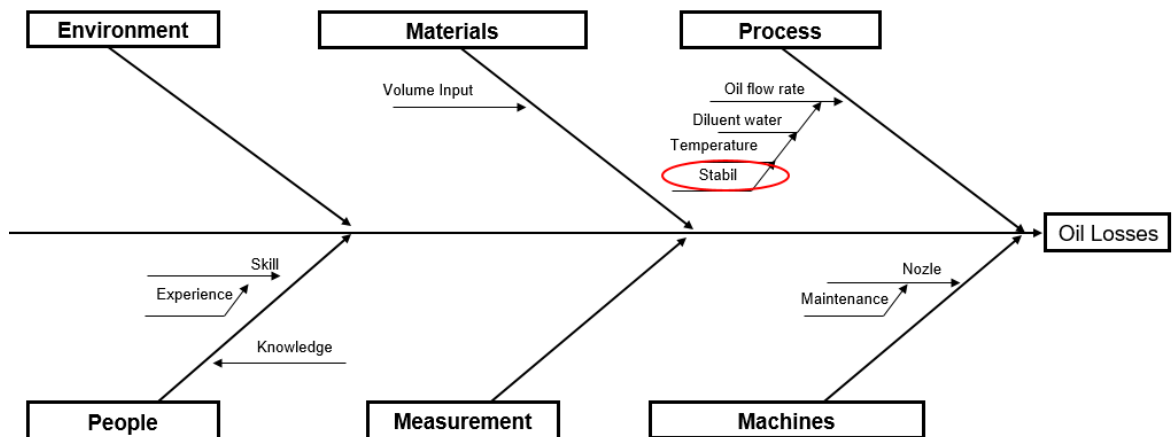 Environment
Materials
Process
Volume Input
Oil flow rate
Diluent water
Temperature
Stabil
Oil Losses
Skill
Experience
Knowledge
Nozle
Maintenance
People
Measurement
Machines